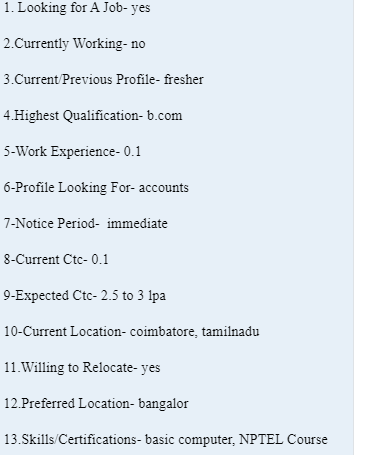 1. Looking for A Job- yes
2.Currently Working- no
3.Current/Previous Profile- fresher
4.Highest Qualification- b.com
5-Work Experience- 0.1
6-Profile Looking For- accounts
7-Notice Period-  immediate
8-Current Ctc- 0.1
9-Expected Ctc- 2.5 to 3 lpa
10-Current Location- coimbatore, tamilnadu
11.Willing to Relocate- yes
12.Preferred Location- bangalor
13.Skills/Certifications- basic computer, NPTEL Course